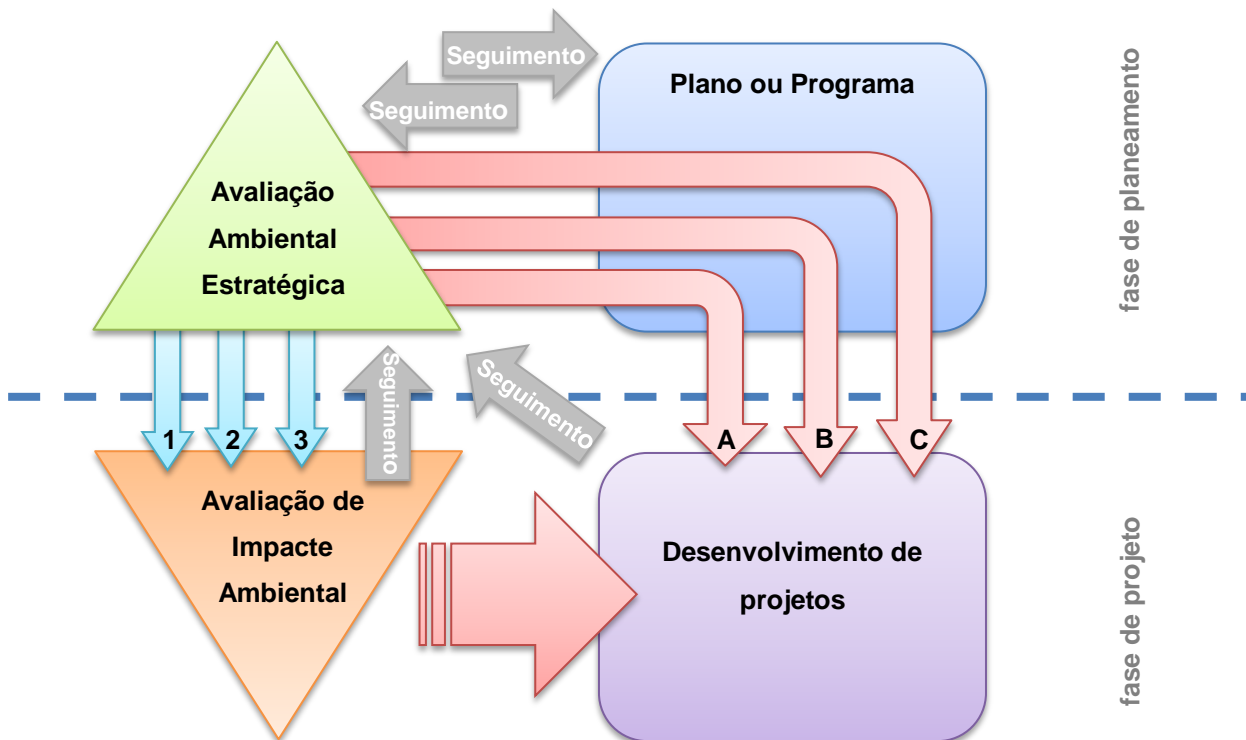 Seguimento
Seguimento
Plano ou Programa
Avaliação
Ambiental
Estratégica
fase de planeamento
Seguimento
Seguimento
1
2
3
A
B
C
Avaliação de
Impacte
Ambiental
Desenvolvimento de
projetos
fase de projeto